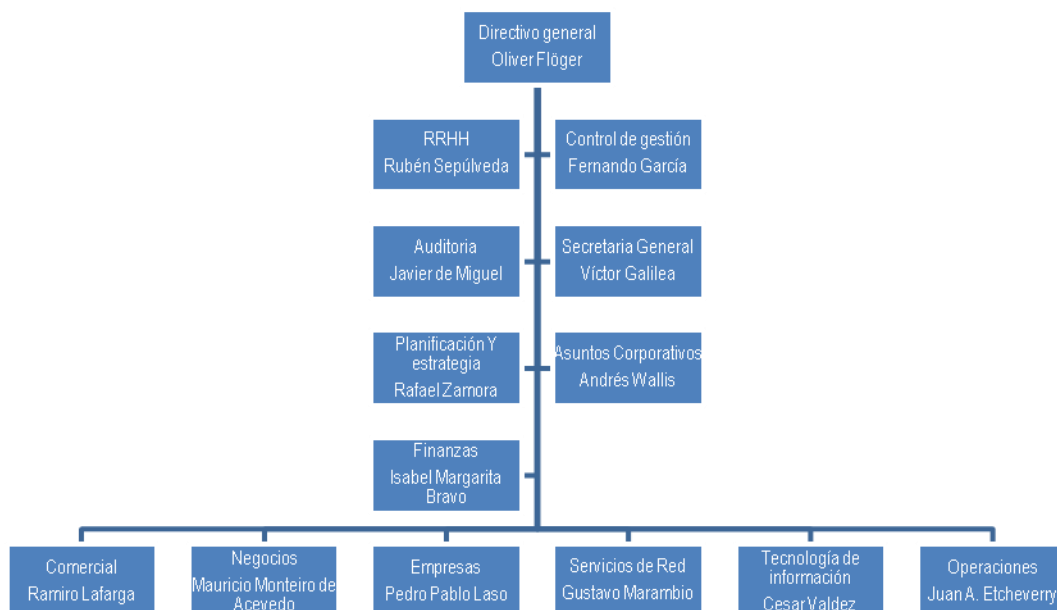 Directivo general
Oliver Flöger
RRHH
Rubén Sepúlveda
Control de gestión
Fernando García
Auditoria
Javier de Miguel
Secretaria General
Víctor Galilea
Planificación Y
estrategia
Rafael Zamora
Asuntos Corporativos
Andrés Wallis
Finanzas
Isabel Margarita
Bravo
Comercial
Ramiro Lafarga
Negocios
Mauricio Monteiro de
Acevedo
Empresas
Pedro Pablo Laso
Servicios de Red
Gustavo Marambio
Tecnología de
información
Cesar Valdez
Operaciones
Juan A. Etcheverry